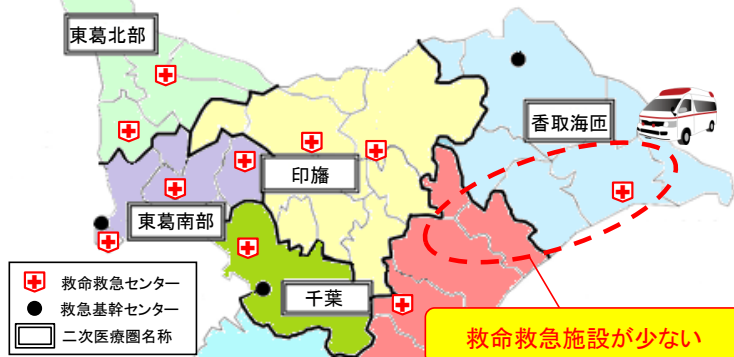 東葛北部
香取海匝
印旛
東葛南部
千葉
救命救急センター
救急基幹センター
二次医療圏名称
救命救急施設が少ない